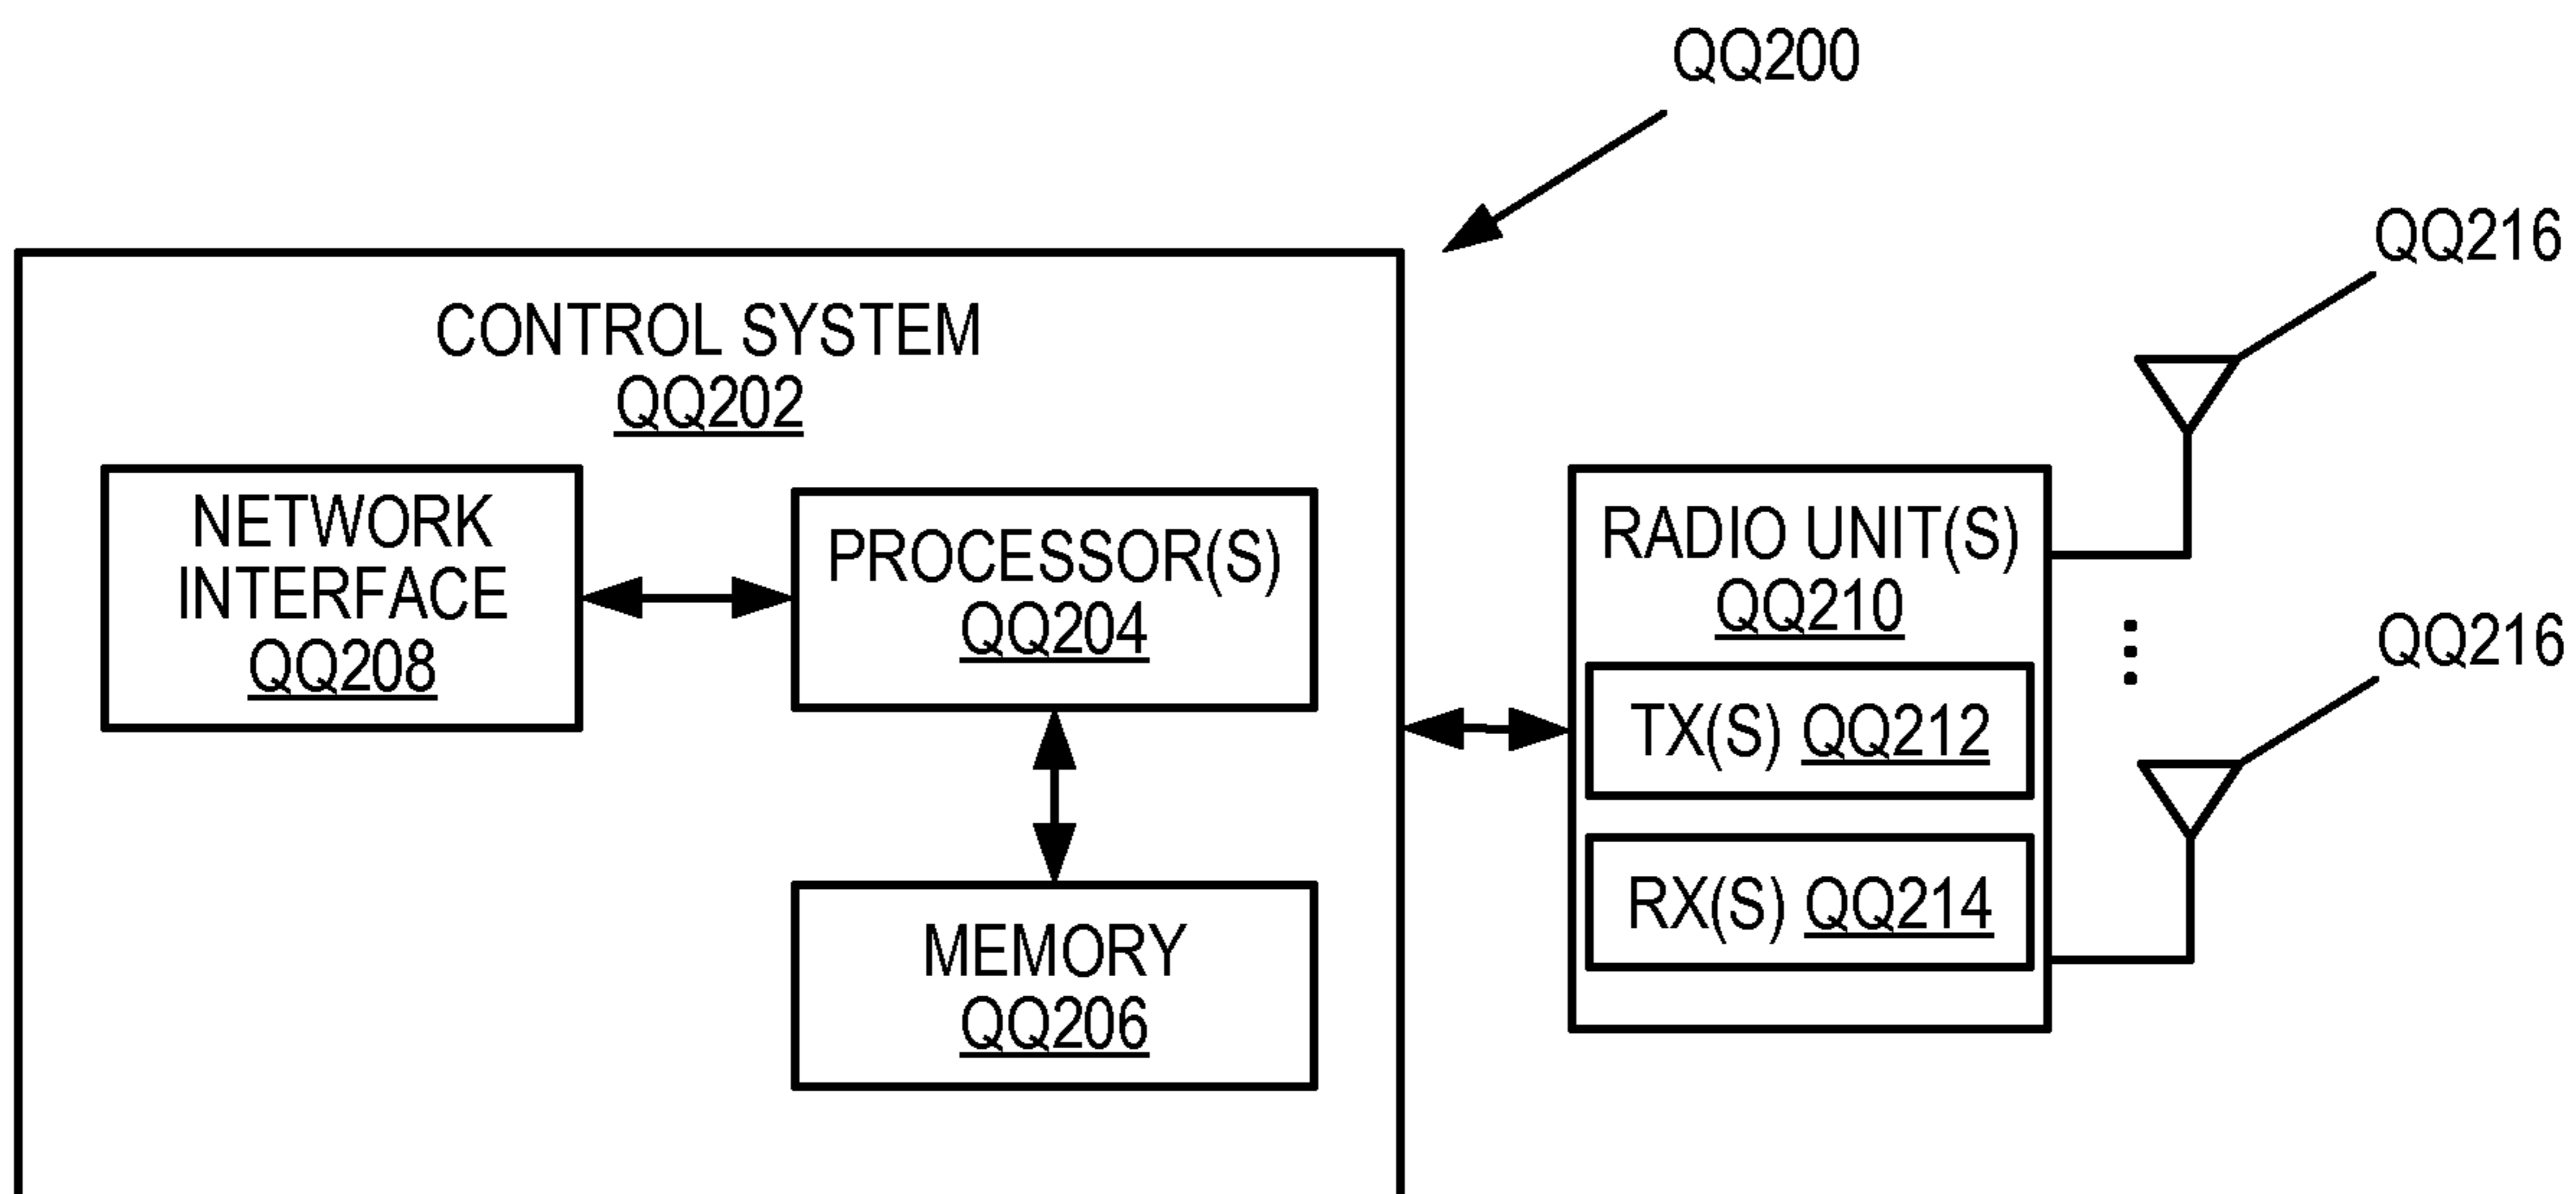 QQ200
QQ216
CONTROL SYSTEM
QQ202
NETWORK
INTERFACE
QQ208
PROCESSOR(S)
QQ204
MEMORY
QQ206
RADIO UNIT(S)
QQ210
TX(S) QQ212
RX(S) QQ214
QQ216